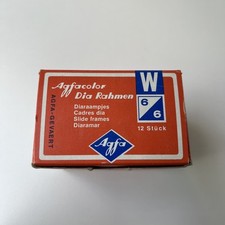 Agfacolor
Dia Rahmen
Diaraampjes
Cadres dia
Slide frames
Diaramar
Agfa
W
6/6
12 Stück
AGFA-GEVAERT